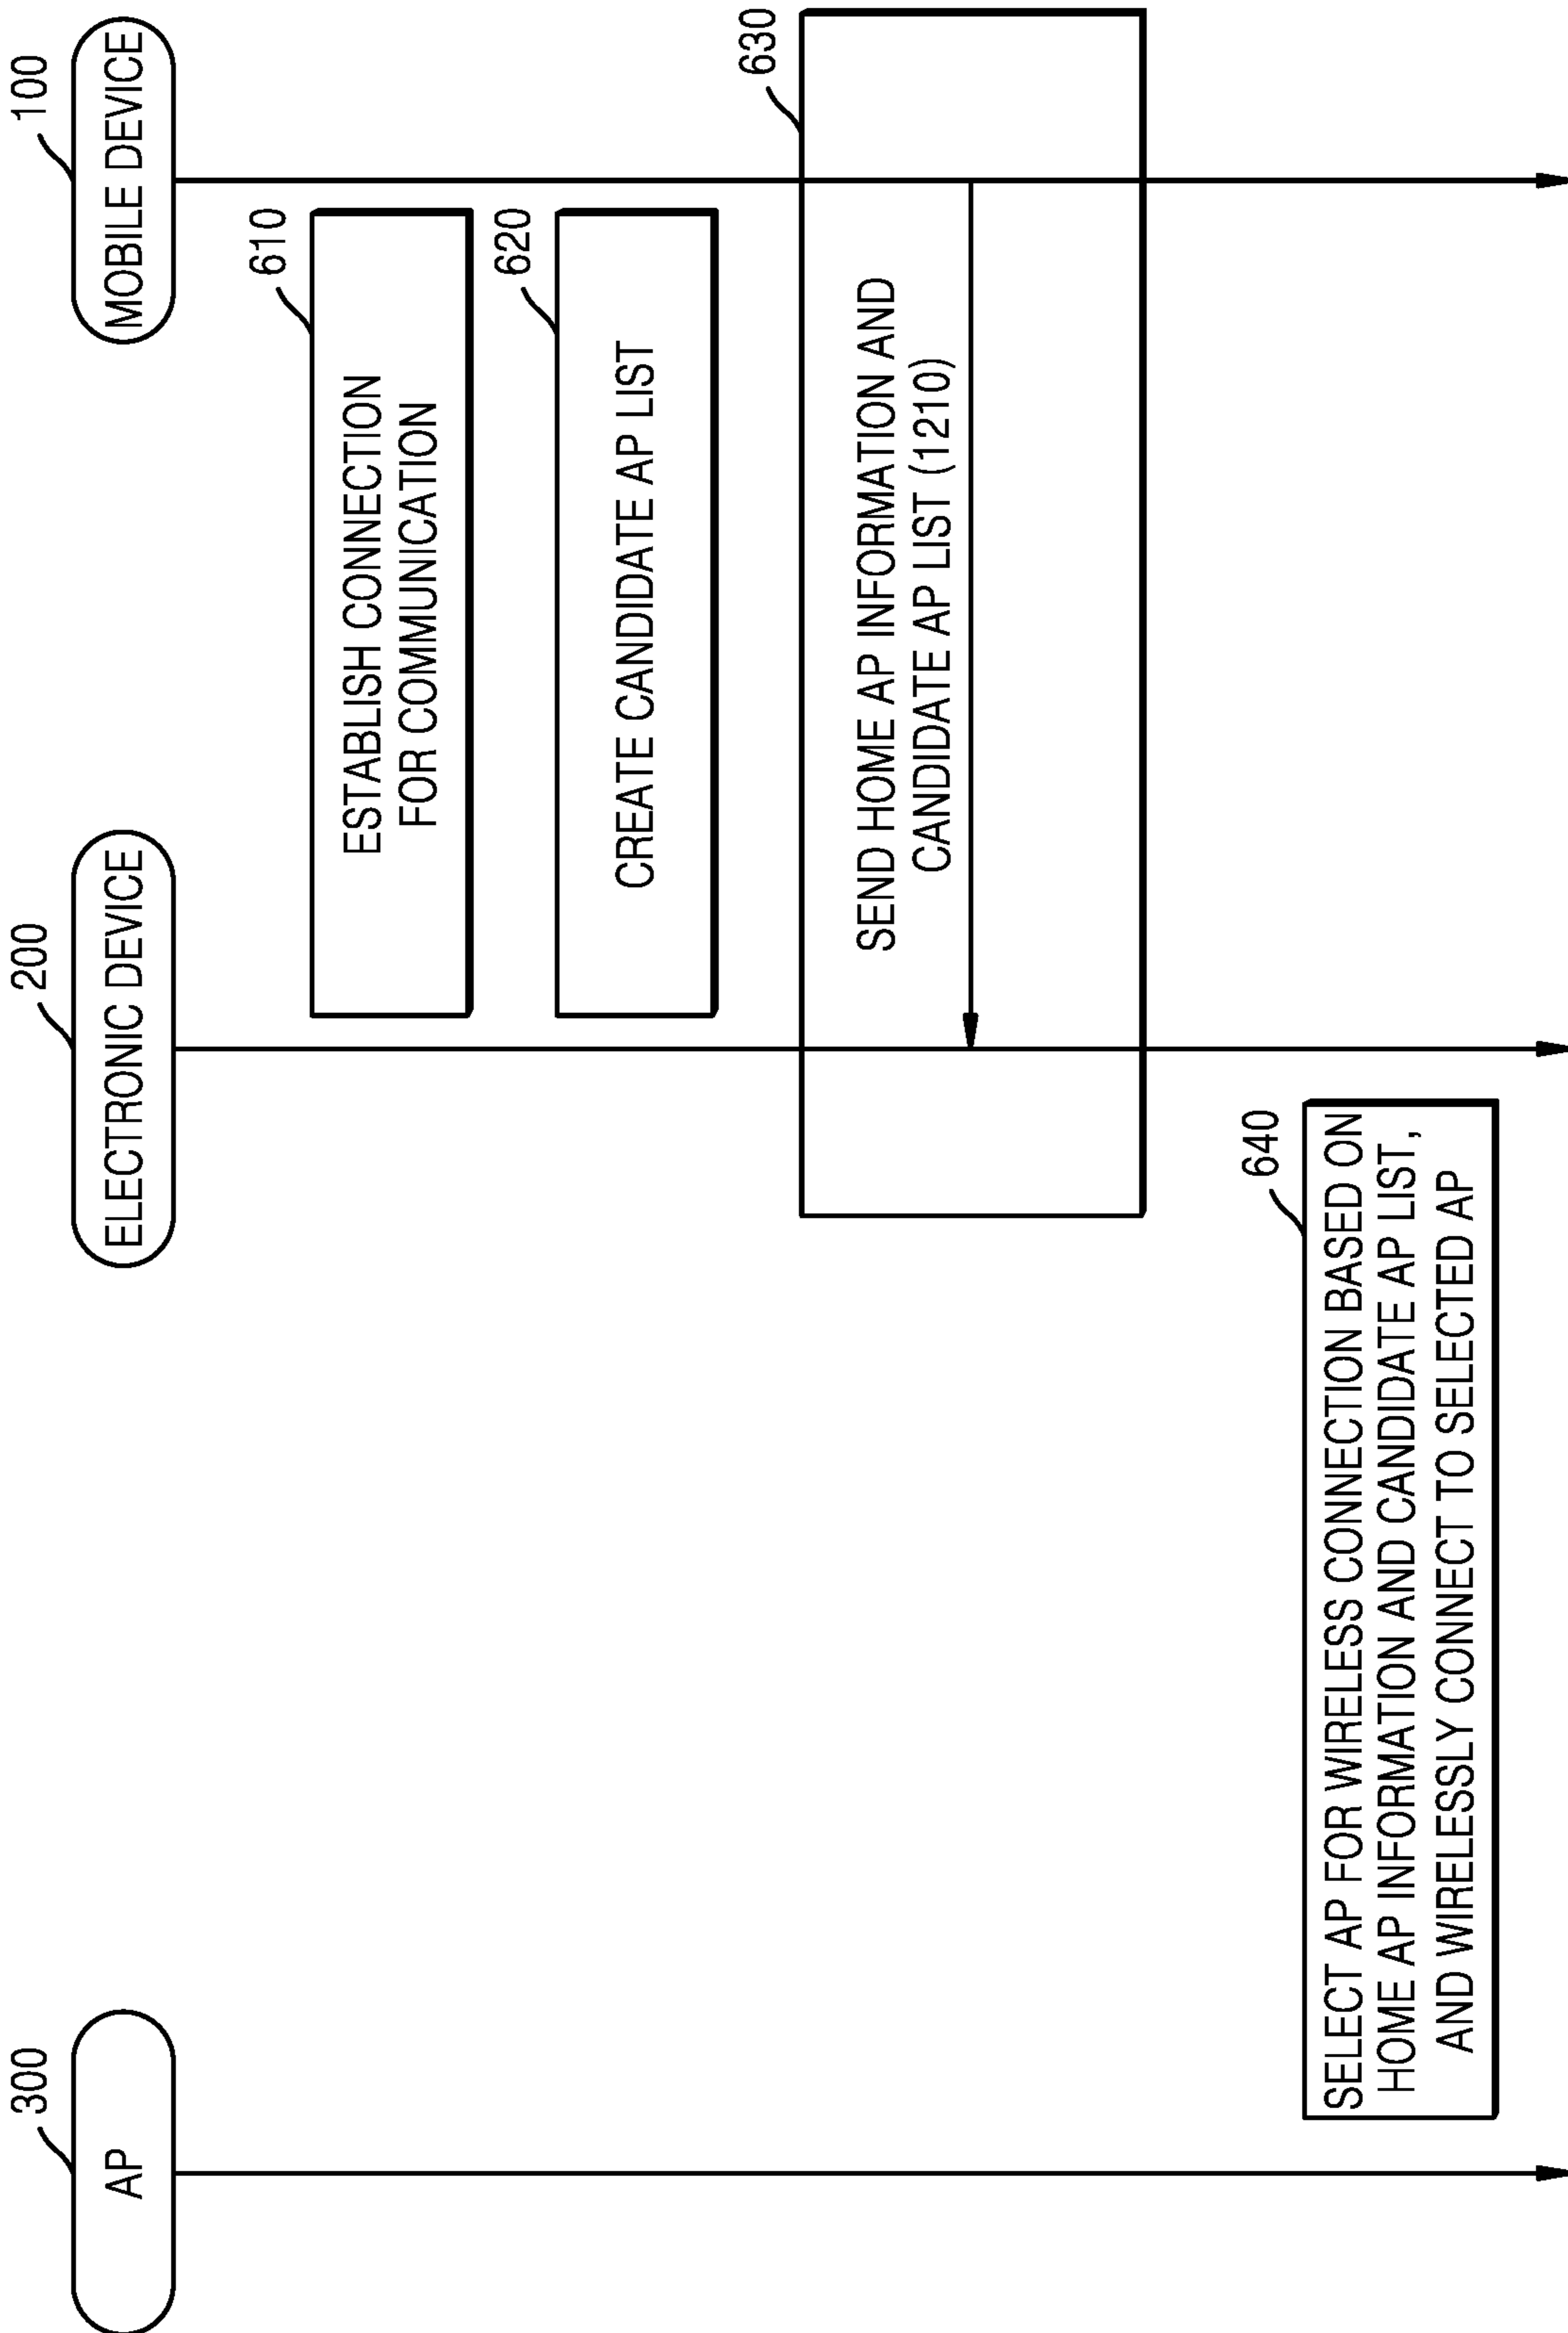 300
AP
200
ELECTRONIC DEVICE
100
MOBILE DEVICE
610
ESTABLISH CONNECTION
FOR COMMUNICATION
620
CREATE CANDIDATE AP LIST
630
SEND HOME AP INFORMATION AND
CANDIDATE AP LIST (1210)
640
SELECT AP FOR WIRELESS CONNECTION BASED ON
HOME AP INFORMATION AND CANDIDATE AP LIST,
AND WIRELESSLY CONNECT TO SELECTED AP